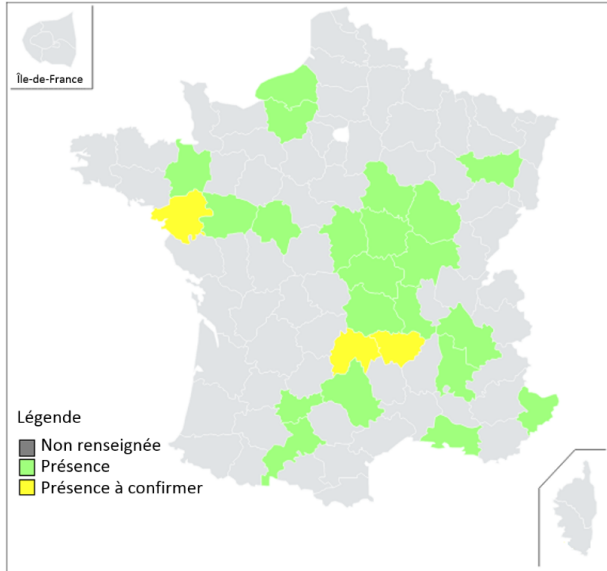 Île-de-France
Légende
Non renseignée
Présence
Présence à confirmer